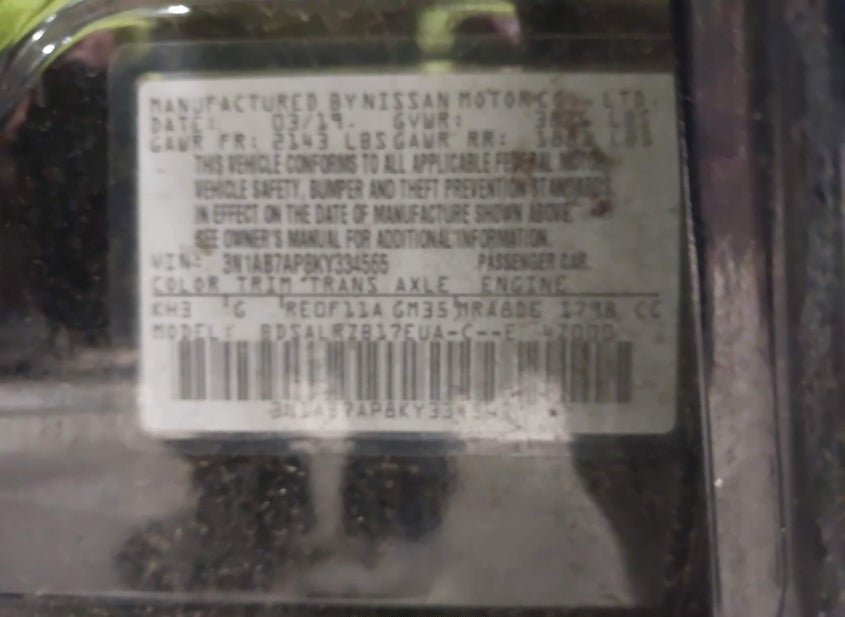 MANUFACTURED BY NISSAN MOTOR CO., LTD.
DATE: 03/19. GVWR: LBS
GAWR FR: 2143 LBS GAWR RR: LBS
THIS VEHICLE CONFORMS TO ALL APPLICABLE FEDERAL MOTOR
VEHICLE SAFETY, BUMPER AND THEFT PREVENTION STANDARDS
IN EFFECT ON THE DATE OF MANUFACTURE SHOWN ABOVE.
SEE OWNER'S MANUAL FOR ADDITIONAL INFORMATION.
VIN: 3N1AB7AP8KY334565 PASSENGER CAR
COLOR TRIM TRANS AXLE ENGINE
KH3 G RE0F11A GM35 MRA8DE 1798 CC
MODEL: